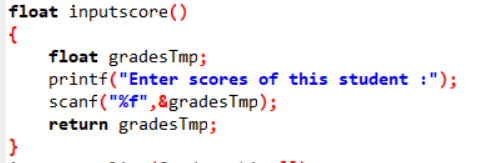 float inputscore()
{
    float gradesTmp;
    printf("Enter scores of this student :");
    scanf("%f",&gradesTmp);
    return gradesTmp;
}